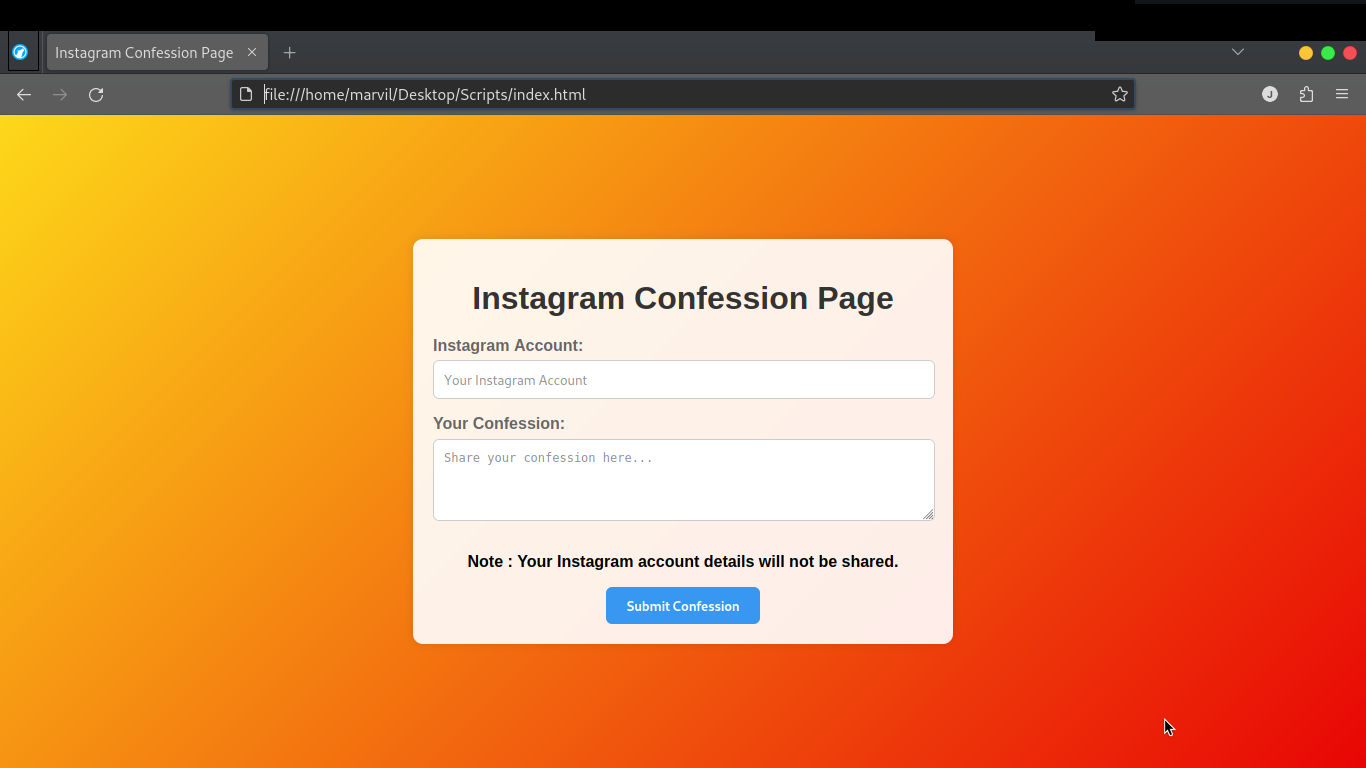 Instagram Confession Page
file:///home/marvil/Desktop/Scripts/index.html
J
Instagram Confession Page
Instagram Account:
Your Instagram Account
Your Confession:
Share your confession here...
Note : Your Instagram account details will not be shared.
Submit Confession